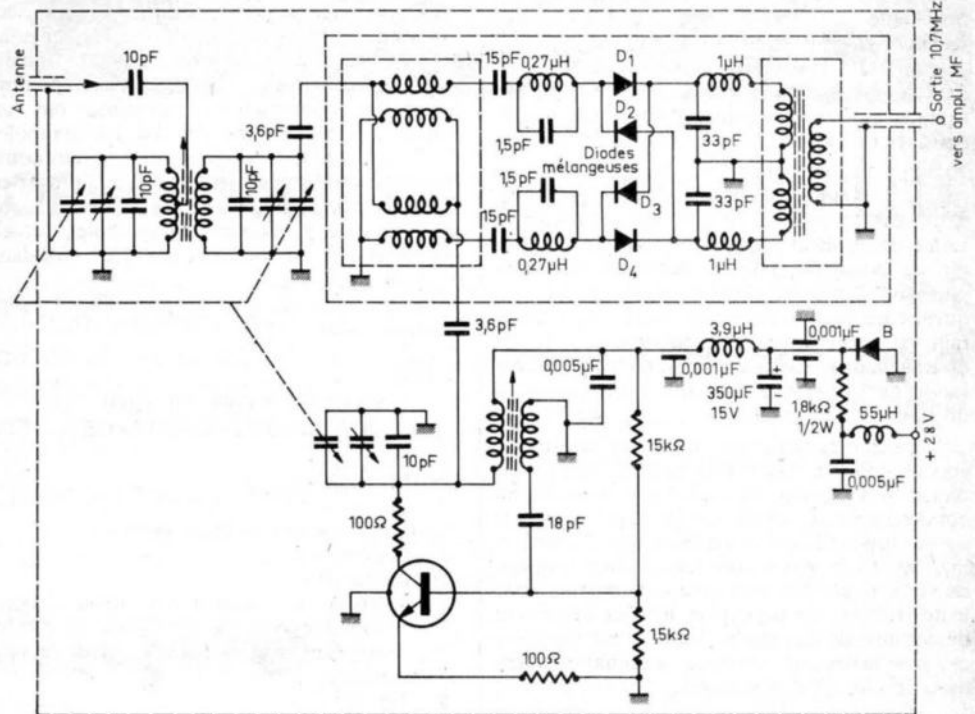 Antenne
10pF
3,6pF
10pF
10pF
15pF
0,27µH
D1
1µH
1,5pF
D2
Diodes
mélangeuses
33pF
1,5pF
D3
33pF
15pF
0,27µH
D4
1µH
Sortie 10,7MHz
vers ampli. MF
3,6pF
0,005µF
3,9µH
0,001µF
0,001µF
B
350µF
15V
+
−
1,8kΩ
1/2W
55µH
+28V
0,005µF
10pF
15kΩ
100Ω
18pF
1,5kΩ
100Ω